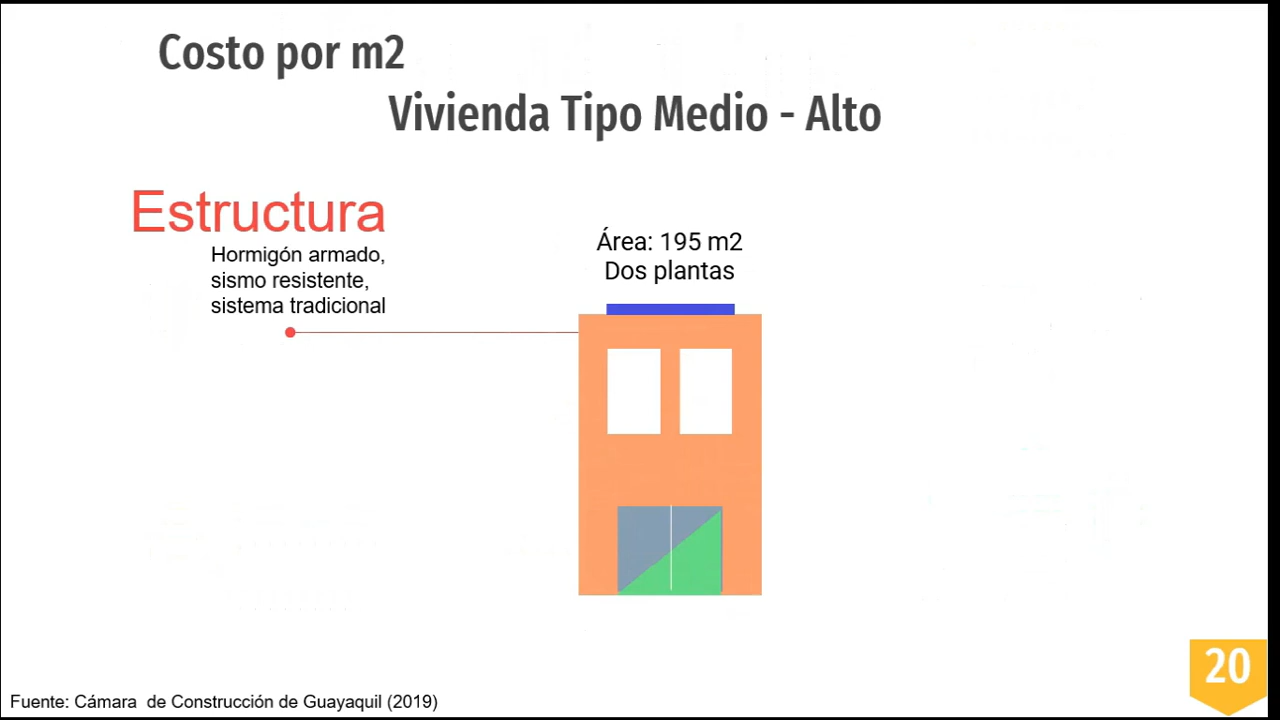 Costo por m2
Vivienda Tipo Medio - Alto
Estructura
Hormigón armado,
sismo resistente,
sistema tradicional
Área: 195 m2
Dos plantas
20
Fuente: Cámara  de Construcción de Guayaquil (2019)